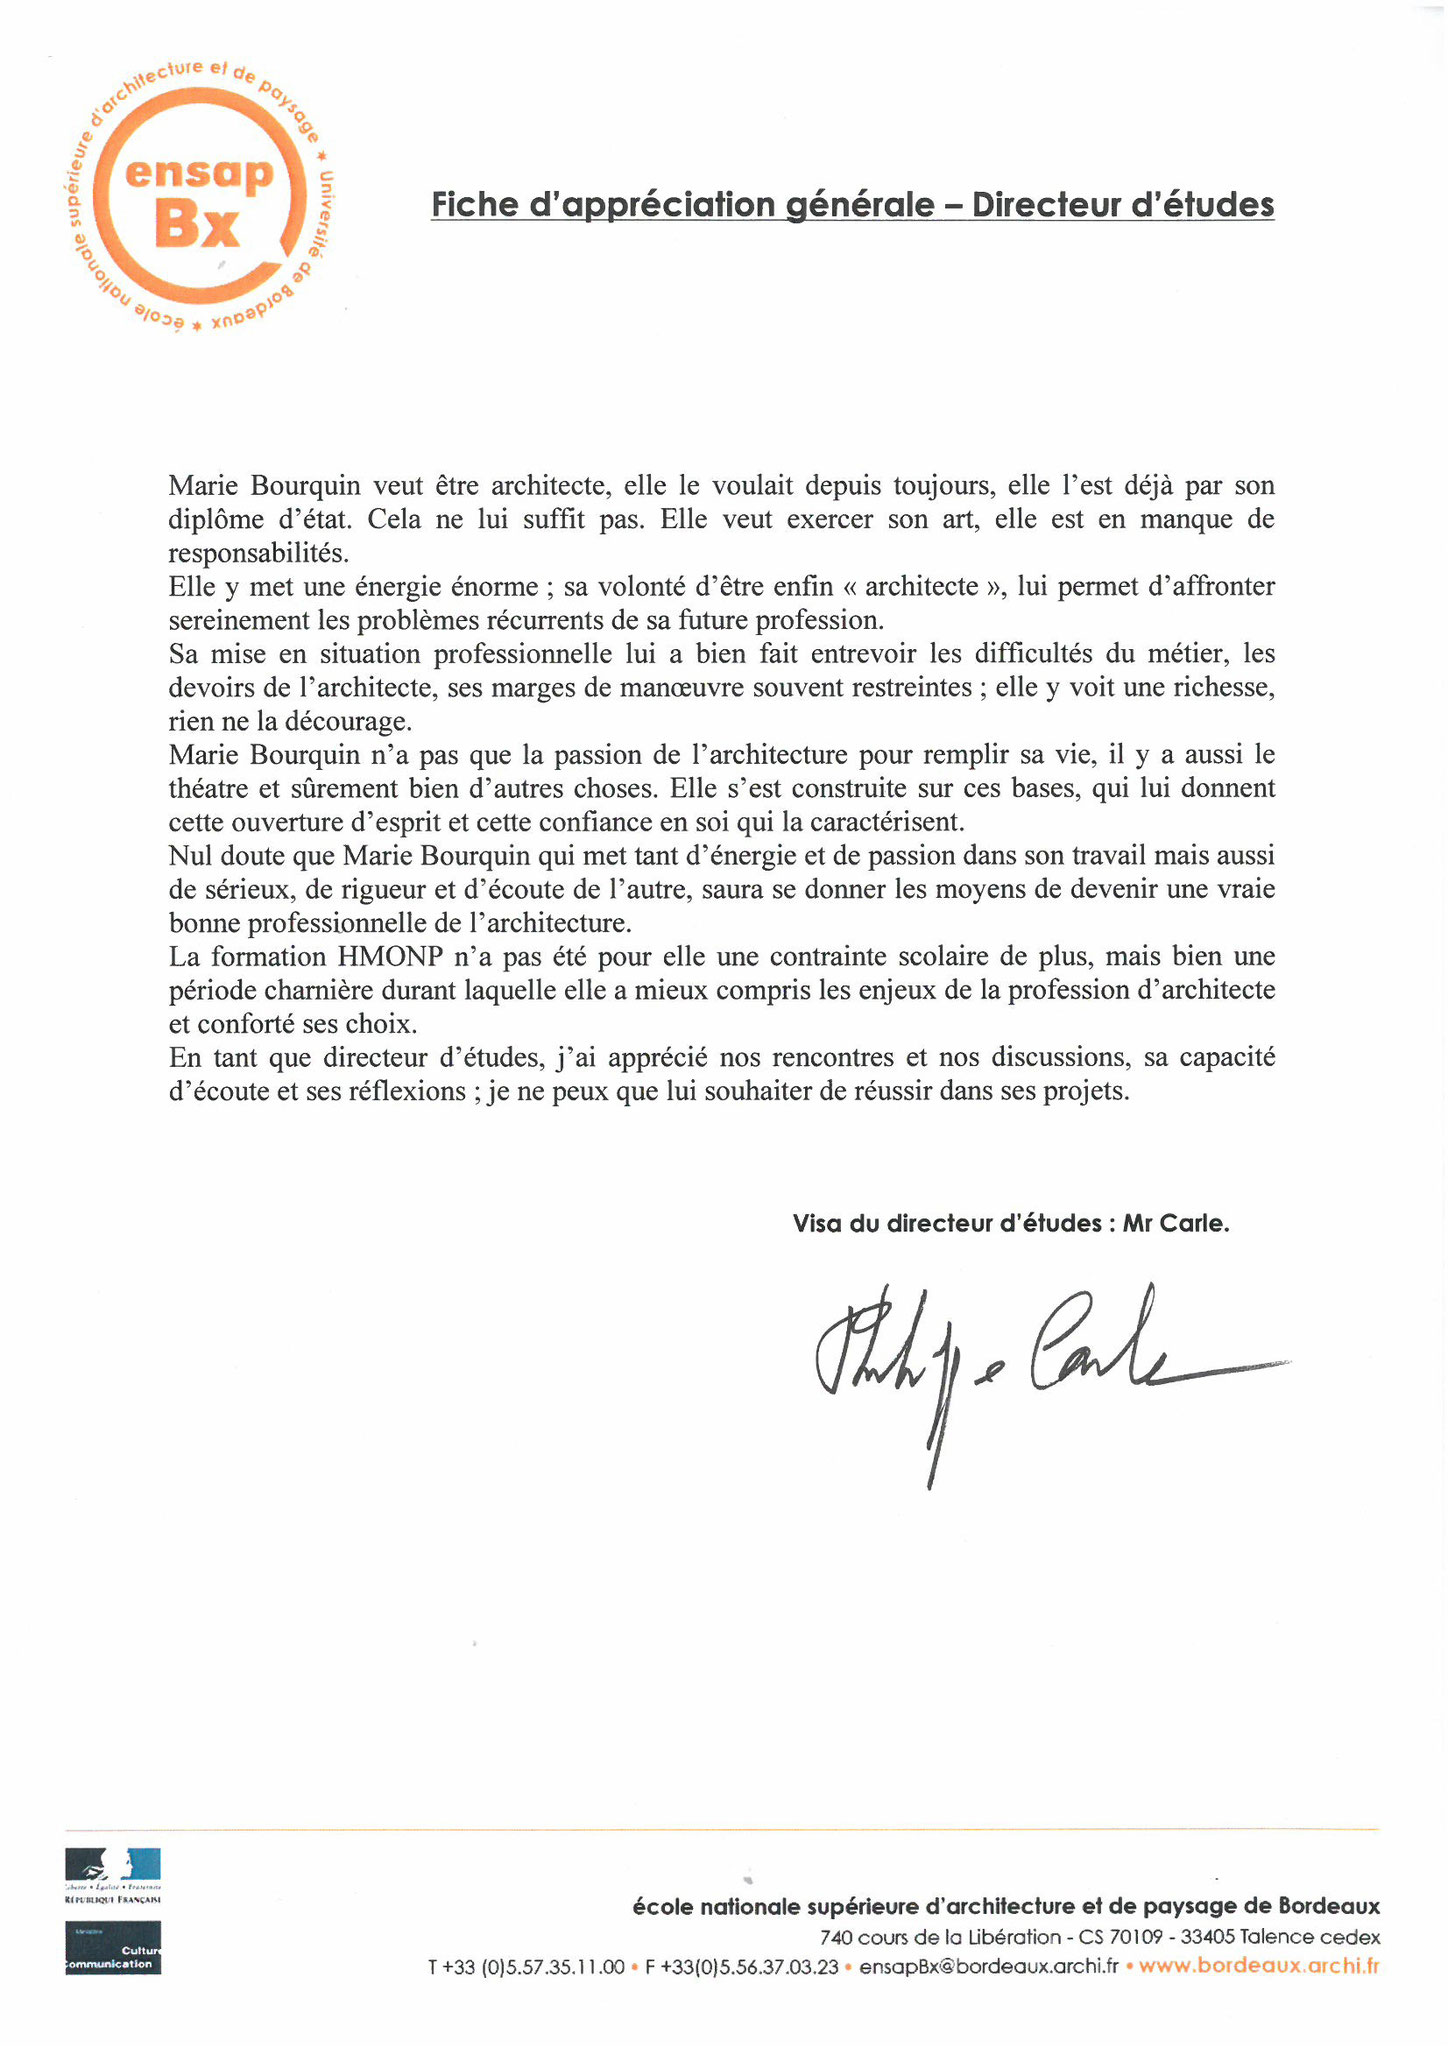 école nationale supérieure d'architecture et de paysage * Université de Bordeaux *
ensap
Bx
Fiche d'appréciation générale – Directeur d'études
Marie Bourquin veut être architecte, elle le voulait depuis toujours, elle l'est déjà par son
diplôme d'état. Cela ne lui suffit pas. Elle veut exercer son art, elle est en manque de
responsabilités.
Elle y met une énergie énorme ; sa volonté d'être enfin « architecte », lui permet d'affronter
sereinement les problèmes récurrents de sa future profession.
Sa mise en situation professionnelle lui a bien fait entrevoir les difficultés du métier, les
devoirs de l'architecte, ses marges de manœuvre souvent restreintes ; elle y voit une richesse,
rien ne la décourage.
Marie Bourquin n'a pas que la passion de l'architecture pour remplir sa vie, il y a aussi le
théatre et sûrement bien d'autres choses. Elle s'est construite sur ces bases, qui lui donnent
cette ouverture d'esprit et cette confiance en soi qui la caractérisent.
Nul doute que Marie Bourquin qui met tant d'énergie et de passion dans son travail mais aussi
de sérieux, de rigueur et d'écoute de l'autre, saura se donner les moyens de devenir une vraie
bonne professionnelle de l'architecture.
La formation HMONP n'a pas été pour elle une contrainte scolaire de plus, mais bien une
période charnière durant laquelle elle a mieux compris les enjeux de la profession d'architecte
et conforté ses choix.
En tant que directeur d'études, j'ai apprécié nos rencontres et nos discussions, sa capacité
d'écoute et ses réflexions ; je ne peux que lui souhaiter de réussir dans ses projets.
Visa du directeur d'études : Mr Carle.
Philippe Carle
Liberté • Égalité • Fraternité
RÉPUBLIQUE FRANÇAISE
Ministère
Culture
Communication
école nationale supérieure d'architecture et de paysage de Bordeaux
740 cours de la Libération - CS 70109 - 33405 Talence cedex
T +33 (0)5.57.35.11.00 • F +33(0)5.56.37.03.23 • ensapBx@bordeaux.archi.fr • www.bordeaux.archi.fr